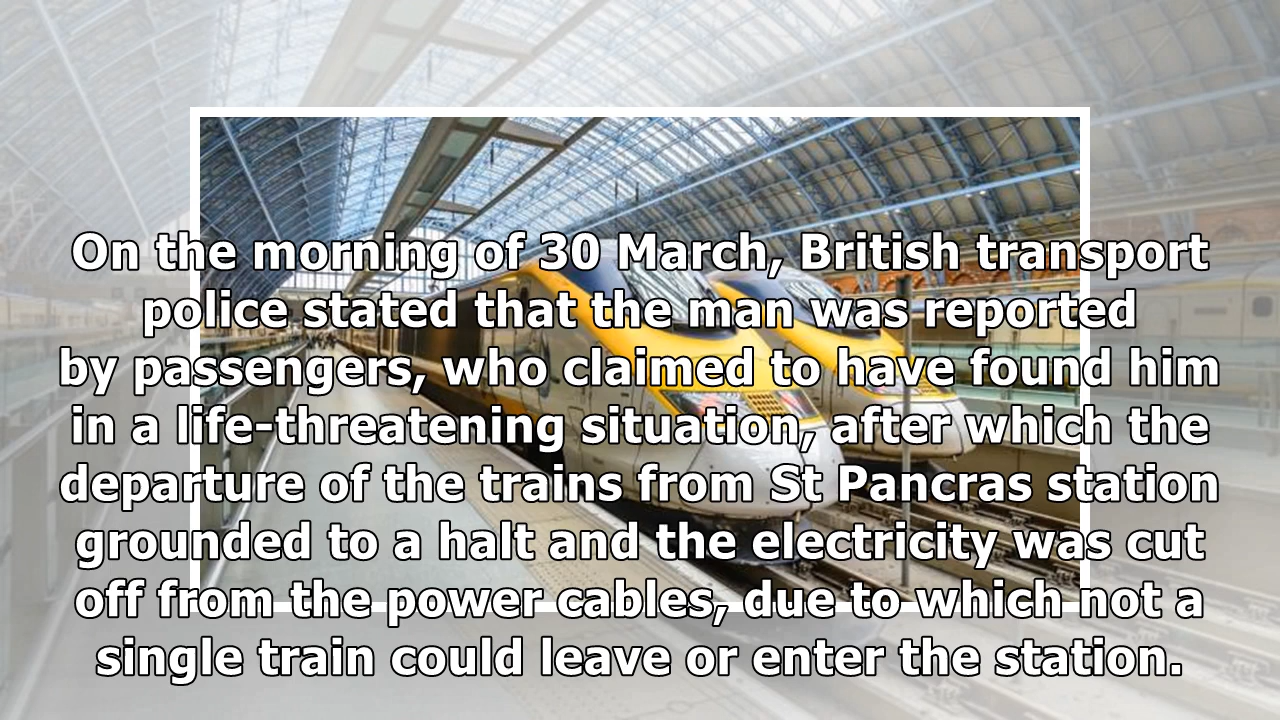 On the morning of 30 March, British transport
police stated that the man was reported
by passengers, who claimed to have found him
in a life-threatening situation, after which the
departure of the trains from St Pancras station
grounded to a halt and the electricity was cut
off from the power cables, due to which not a
single train could leave or enter the station.